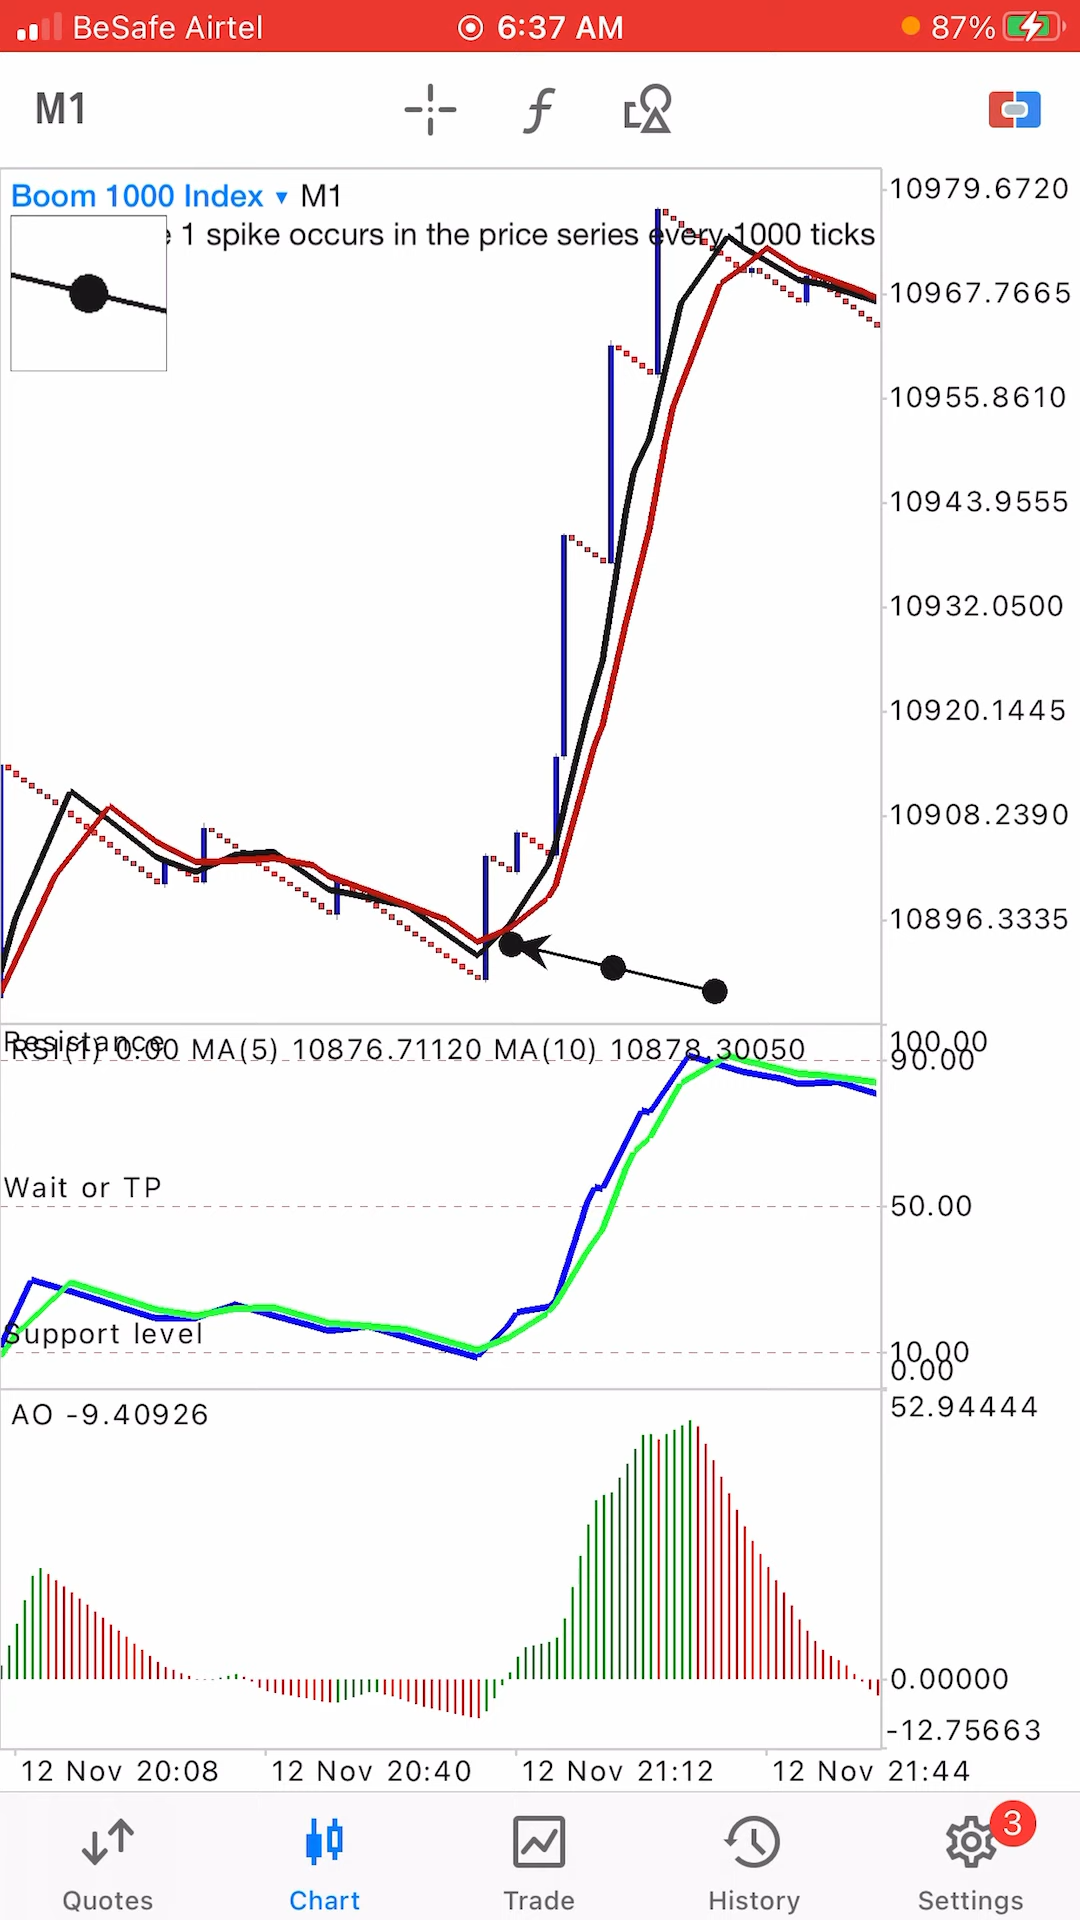 BeSafe Airtel 6:37 AM 87%
M1
Boom 1000 Index ▾ M1
1 spike occurs in the price series every 1000 ticks
10979.6720
10967.7665
10955.8610
10943.9555
10932.0500
10920.1445
10908.2390
10896.3335
Resistance
RSI(1) 0.00 MA(5) 10876.71120 MA(10) 10878.30050
100.00
90.00
Wait or TP
50.00
Support level
10.00
0.00
AO -9.40926
52.94444
0.00000
-12.75663
12 Nov 20:08 12 Nov 20:40 12 Nov 21:12 12 Nov 21:44
3
Quotes Chart Trade History Settings